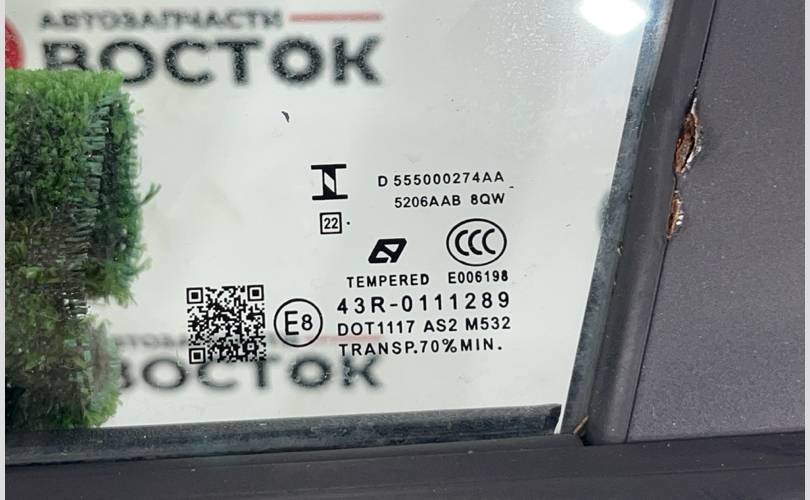 АВТОЗАПЧАСТИ
ВОСТОК
D 555000274AA
5206AAB 8QW
22 .
CCC
TEMPERED E006198
E8 43R-0111289
DOT1117 AS2 M532
TRANSP.70%MIN.
ВОСТОК